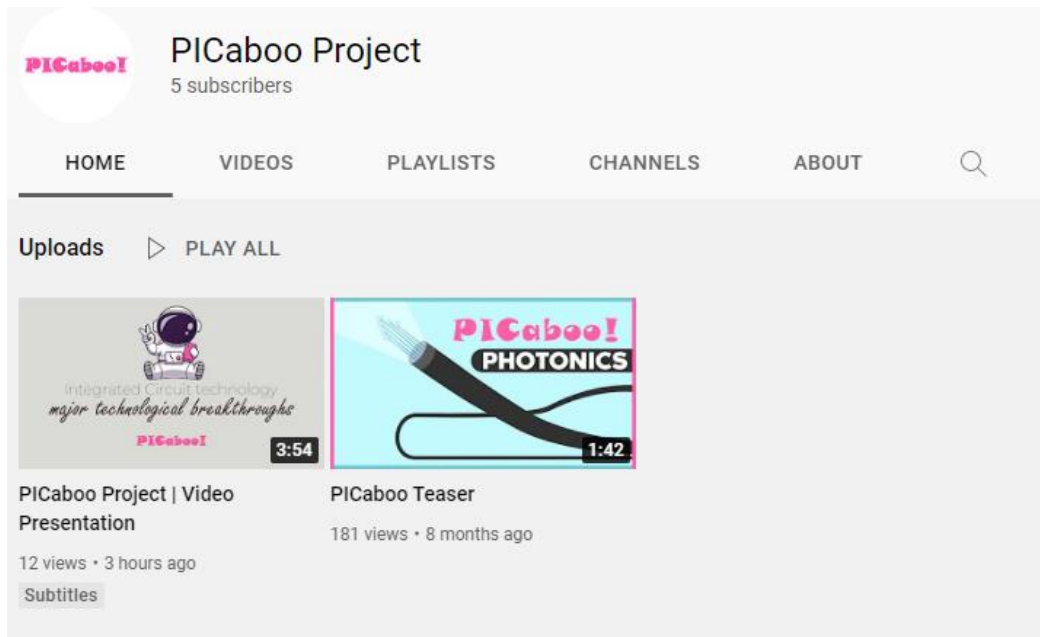 PICaboo!
PICaboo Project
5 subscribers
HOME VIDEOS PLAYLISTS CHANNELS ABOUT
Uploads PLAY ALL
Integrated Circuit technology
major technological breakthroughs
PICaboo!
3:54
PICaboo!
PHOTONICS
1:42
PICaboo Project | Video
Presentation
12 views • 3 hours ago
Subtitles
PICaboo Teaser
181 views • 8 months ago